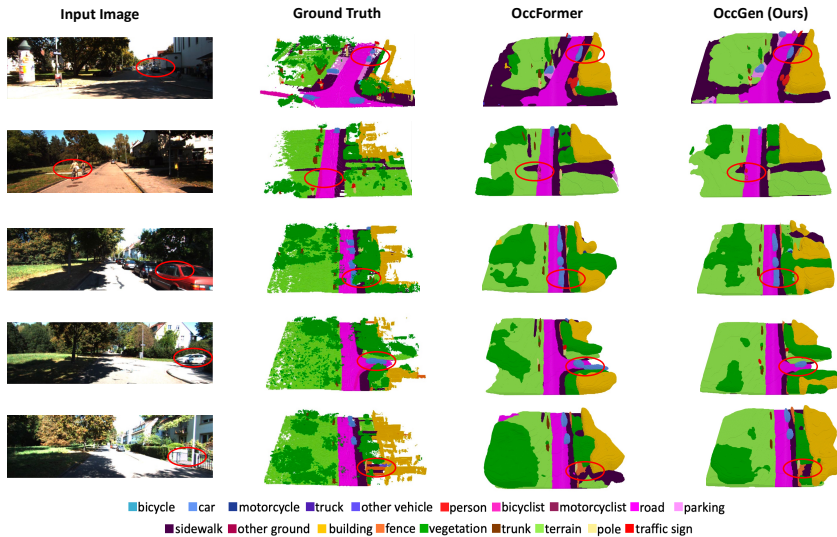 Input Image Ground Truth OccFormer OccGen (Ours)
bicycle car motorcycle truck other vehicle person bicyclist motorcyclist road parking
sidewalk other ground building fence vegetation trunk terrain pole traffic sign